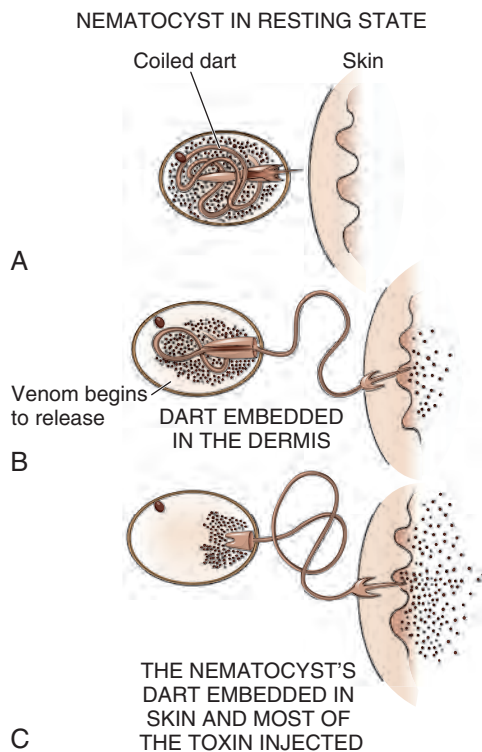 NEMATOCYST IN RESTING STATE
Coiled dart
Skin
A
Venom begins
to release
DART EMBEDDED
IN THE DERMIS
B
THE NEMATOCYST'S
DART EMBEDDED IN
SKIN AND MOST OF
THE TOXIN INJECTED
C